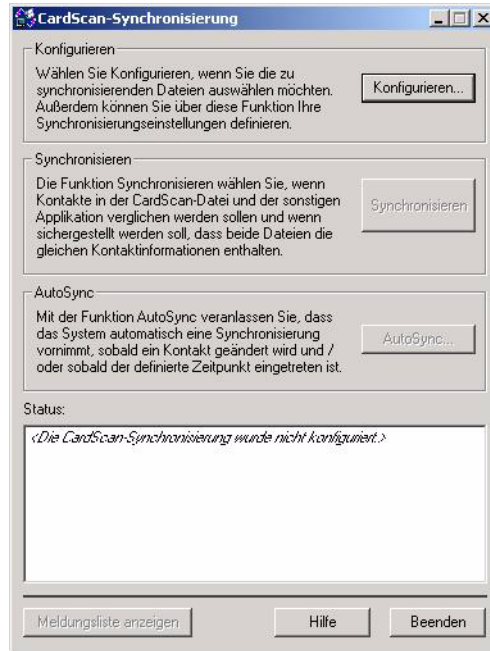 CardScan-Synchronisierung
Konfigurieren
Wählen Sie Konfigurieren, wenn Sie die zu
synchronisierenden Dateien auswählen möchten.
Außerdem können Sie über diese Funktion Ihre
Synchronisierungseinstellungen definieren.
Konfigurieren...
Synchronisieren
Die Funktion Synchronisieren wählen Sie, wenn
Kontakte in der CardScan-Datei und der sonstigen
Applikation verglichen werden sollen und wenn
sichergestellt werden soll, dass beide Dateien die
gleichen Kontaktinformationen enthalten.
Synchronisieren
AutoSync
Mit der Funktion AutoSync veranlassen Sie, dass
das System automatisch eine Synchronisierung
vornimmt, sobald ein Kontakt geändert wird und /
oder sobald der definierte Zeitpunkt eingetreten ist.
AutoSync...
Status:
<Die CardScan-Synchronisierung wurde nicht konfiguriert.>
Meldungsliste anzeigen
Hilfe
Beenden